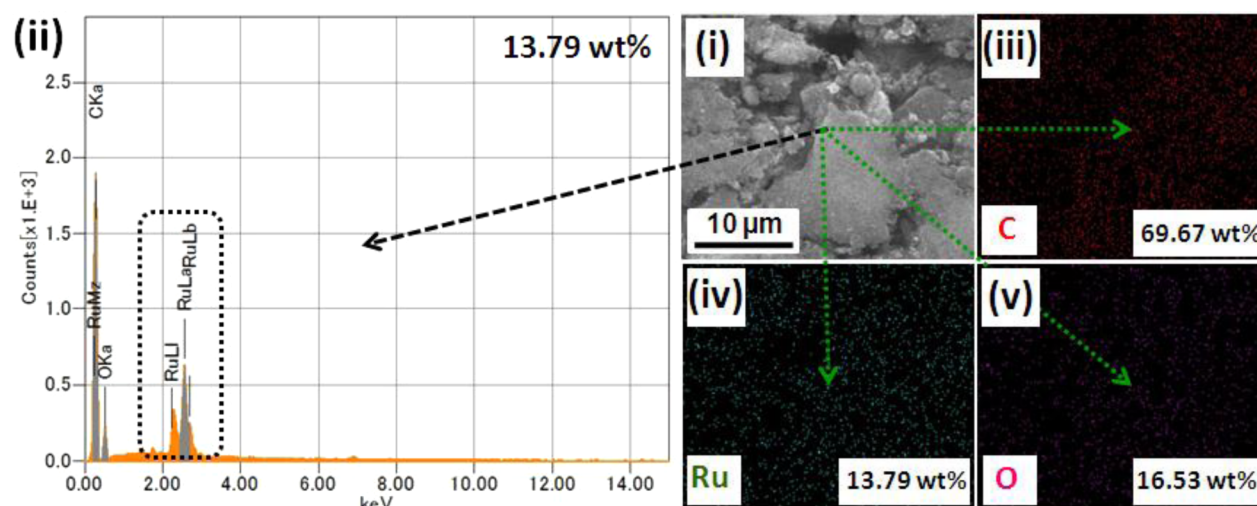 (ii)
13.79 wt%
Counts[x1.E+3)
2.5
2.0
1.5
1.0
0.5
0.0
CKa
RuMz
OKa
RuLl
RuLa
RuLb
0.00 2.00 4.00 6.00 8.00 10.00 12.00 14.00
keV
(i)
10 µm
(iii)
C
69.67 wt%
(iv)
Ru
13.79 wt%
(v)
O
16.53 wt%